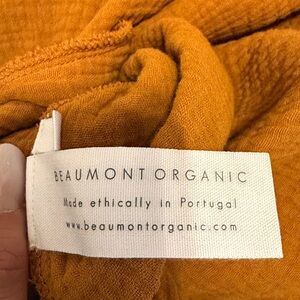 BEAUMONT ORGANIC
Made ethically in Portugal
www.beaumontorganic.com